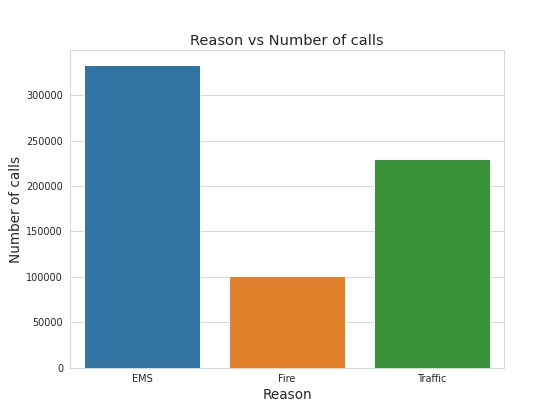 Reason vs Number of calls
Number of calls
300000
250000
200000
150000
100000
50000
0
EMS
Fire
Traffic
Reason